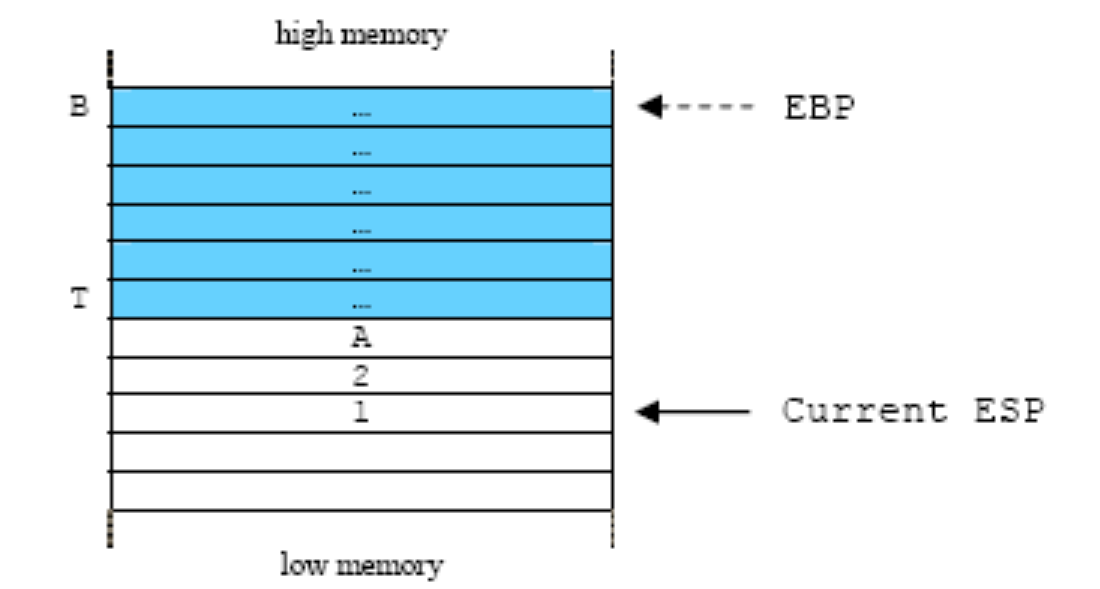 high memory
B ... EBP
...
...
...
...
T ...
A
2
1 Current ESP
low memory